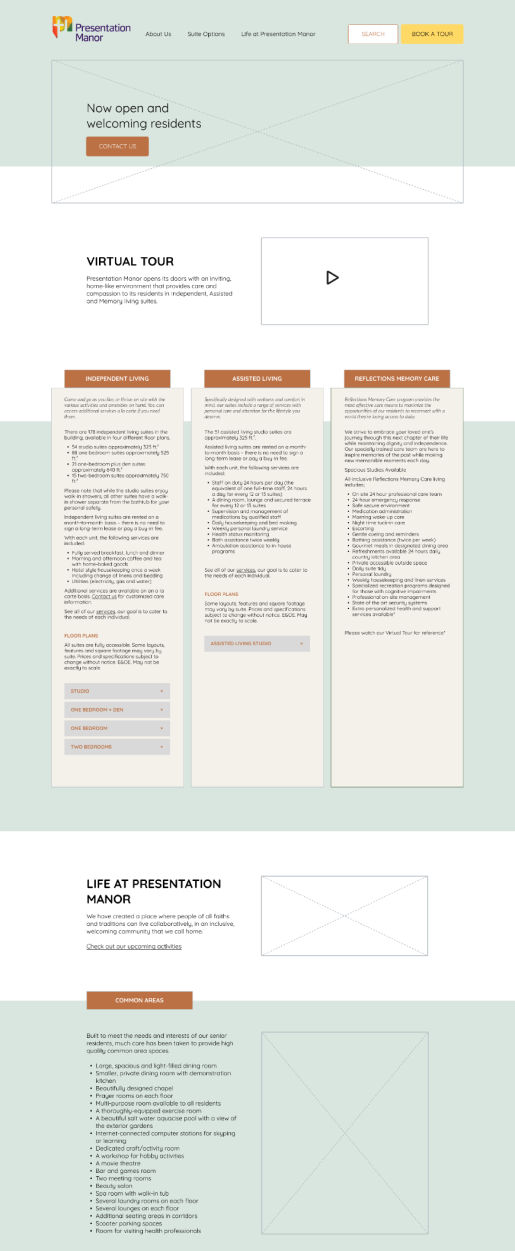 Presentation
Manor
About Us
Suite Options
Life at Presentation Manor
SEARCH
BOOK A TOUR
Now open and
welcoming residents
CONTACT US
VIRTUAL TOUR
Presentation Manor opens its doors with an inviting,
home-like environment that provides care and
compassion to its residents in Independent, Assisted
and Memory living suites.
INDEPENDENT LIVING
Come and go as you like, or thrive on site with the
various activities and amenities on hand. You can
access additional services a la carte if you need
them.
There are 178 independent living suites in the
building, available in four different floor plans.
• 54 studio suites approximately 325 ft.²
• 88 one bedroom suites approximately 525
ft.²
• 21 one-bedroom plus den suites
approximately 640 ft.²
• 15 two-bedroom suites approximately 750
ft.²
Please note that while the studio suites enjoy
walk-in showers, all other suites have a walk-
in shower separate from the bathtub for your
personal safety.
Independent living suites are rented on a
month-to-month basis - there is no need to
sign a long-term lease or pay a buy in fee.
With each unit, the following services are
included:
• Fully served breakfast, lunch and dinner
• Morning and afternoon coffee and tea
with home-baked goods
• Hotel style housekeeping once a week
including change of linens and bedding
• Utilities (electricity, gas and water)
Additional services are available on an a la
carte basis. Contact us for customized care
information.
See all of our services, our goal is to cater to
the needs of each individual.
FLOOR PLANS
All suites are fully accessible. Some layouts,
features and square footage may vary by
suite. Prices and specifications subject to
change without notice. E&OE. May not be
exactly to scale.
STUDIO
ONE BEDROOM + DEN
ONE BEDROOM
TWO BEDROOMS
ASSISTED LIVING
Specifically designed with wellness and comfort in
mind, our suites include a range of services with
personal care and attention for the lifestyle you
deserve.
The 51 assisted living studio suites are
approximately 325 ft.²
Assisted living suites are rented on a month-
to-month basis - there is no need to sign a
long-term lease or pay a buy in fee.
With each unit, the following services are
included:
• Staff on duty 24 hours per day (the
equivalent of one full-time staff, 24 hours
a day for every 12 or 13 suites)
• A dining room, lounge and secured terrace
for every 12 or 13 suites
• Supervision and management of
medications by qualified staff
• Daily housekeeping and bed making
• Weekly personal laundry service
• Health status monitoring
• Bath assistance twice weekly
• Ambulation assistance to in-house
programs
See all of our services, our goal is to cater to
the needs of each individual.
FLOOR PLANS
Some layouts, features and square footage
may vary by suite. Prices and specifications
subject to change without notice. E&OE. May
not be exactly to scale.
ASSISTED LIVING STUDIO
REFLECTIONS MEMORY CARE
Reflections Memory Care program provides the
most effective care means to maximize the
opportunities of our residents to reconnect with a
world they're losing access to daily.
We strive to embrace your loved one's
journey through this next chapter of their life
while maintaining dignity and independence.
Our specially trained care team are here to
inspire memories of the past while making
new memorable moments each day.
Spacious Studios Available
All inclusive Reflections Memory Care living
includes:
• On site 24 hour professional care team
• 24 hour emergency response
• Safe secure environment
• Medication administration
• Morning wake up care
• Night time tuck-in care
• Escorting
• Gentle cueing and reminders
• Bathing assistance (twice per week)
• Gourmet meals in designated dining area
• Refreshments available 24 hours daily
country kitchen area
• Private accessible outside space
• Daily suite tidy
• Personal laundry
• Weekly housekeeping and linen services
• Specialized recreation programs designed
for those with cognitive impairments
• Professional on-site management
• State of the art security systems
• Extra personalized health and support
services available*
Please watch our Virtual Tour for reference*
LIFE AT PRESENTATION
MANOR
We have created a place where people of all faiths
and traditions can live collaboratively, in an inclusive,
welcoming community that we call home.
Check out our upcoming activities
COMMON AREAS
Built to meet the needs and interests of our senior
residents, much care has been taken to provide high
quality common area spaces.
• Large, spacious and light-filled dining room
• Smaller, private dining room with demonstration
kitchen
• Beautifully designed chapel
• Prayer rooms on each floor
• Multi-purpose room available to all residents
• A thoroughly-equipped exercise room
• A beautiful salt water aquacise pool with a view of
the exterior gardens
• Internet-connected computer stations for skyping
or learning
• Dedicated craft/activity room
• A workshop for hobby activities
• A movie theatre
• Bar and games room
• Two meeting rooms
• Beauty salon
• Spa room with walk-in tub
• Several laundry rooms on each floor
• Several lounges on each floor
• Additional seating areas in corridors
• Scooter parking spaces
• Room for visiting health professionals